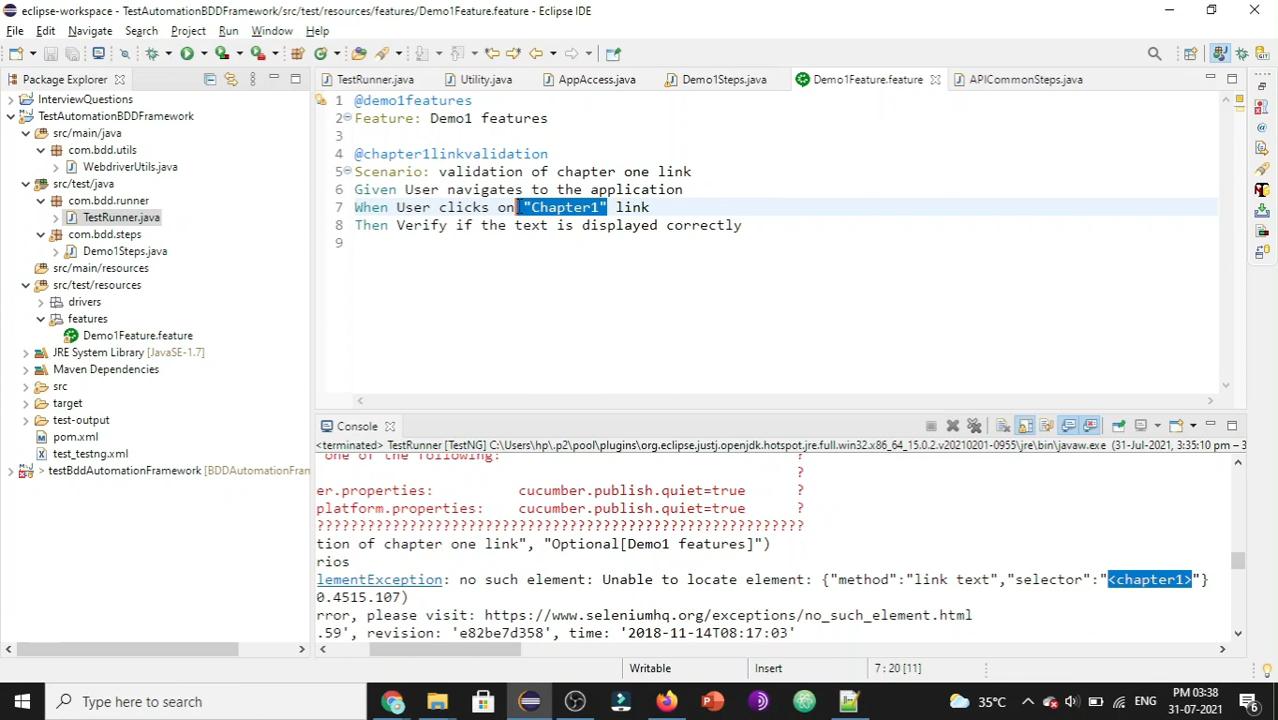 eclipse-workspace - TestAutomationBDDFramework/src/test/resources/features/Demo1Feature.feature - Eclipse IDE
File Edit Navigate Search Project Run Window Help
Package Explorer
InterviewQuestions
TestAutomationBDDFramework
src/main/java
com.bdd.utils
WebdriverUtils.java
src/test/java
com.bdd.runner
TestRunner.java
com.bdd.steps
Demo1Steps.java
src/main/resources
src/test/resources
drivers
features
Demo1Feature.feature
JRE System Library [JavaSE-1.7]
Maven Dependencies
src
target
test-output
pom.xml
test_testng.xml
> testBddAutomationFramework [BDDAutomationFran
TestRunner.java Utility.java AppAccess.java Demo1Steps.java Demo1Feature.feature APICommonSteps.java
1 @demo1features
2 Feature: Demo1 features
3
4 @chapter1linkvalidation
5 Scenario: validation of chapter one link
6 Given User navigates to the application
7 When User clicks on "Chapter1" link
8 Then Verify if the text is displayed correctly
9
Console
<terminated> TestRunner [TestNG] C:\Users\hp\.p2\pool\plugins\org.eclipse.justj.openjdk.hotspot.jre.full.win32.x86_64_15.0.2.v20210201-0955\jre\bin\javaw.exe (31-Jul-2021, 3:35:10 pm – 3
one of the following: ?
?
er.properties: cucumber.publish.quiet=true ?
platform.properties: cucumber.publish.quiet=true ?
?????????????????????????????????????????????????????????
tion of chapter one link", "Optional[Demo1 features]")
rios
lementException: no such element: Unable to locate element: {"method":"link text","selector":"<chapter1>"}
0.4515.107)
rror, please visit: https://www.seleniumhq.org/exceptions/no_such_element.html
.59', revision: 'e82be7d358', time: '2018-11-14T08:17:03'
Writable Insert 7 : 20 [11]
Type here to search
35°C ENG PM 03:38
31-07-2021
6